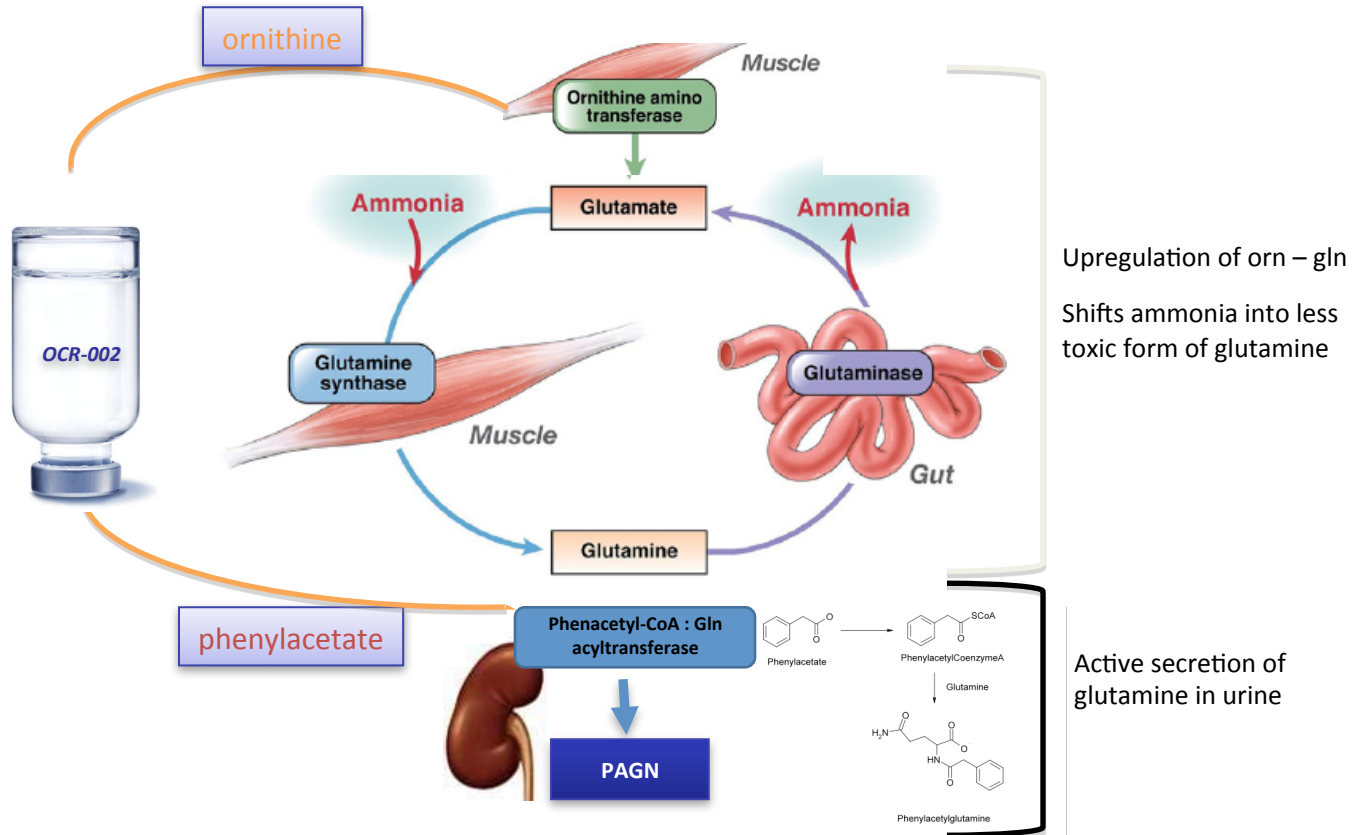 ornithine
Muscle
Ornithine amino
transferase
Ammonia
Glutamate
Ammonia
Upregulation of orn – gln
Shifts ammonia into less
toxic form of glutamine
OCR-002
Glutamine
synthase
Glutaminase
Muscle
Gut
Glutamine
phenylacetate
Phenacetyl-CoA : Gln
acyltransferase
O
O
Phenylacetate
SCoA
O
PhenylacetylCoenzymeA
Glutamine
Active secretion of
glutamine in urine
PAGN
O
O
H2N
O
HN
O
Phenylacetylglutamine